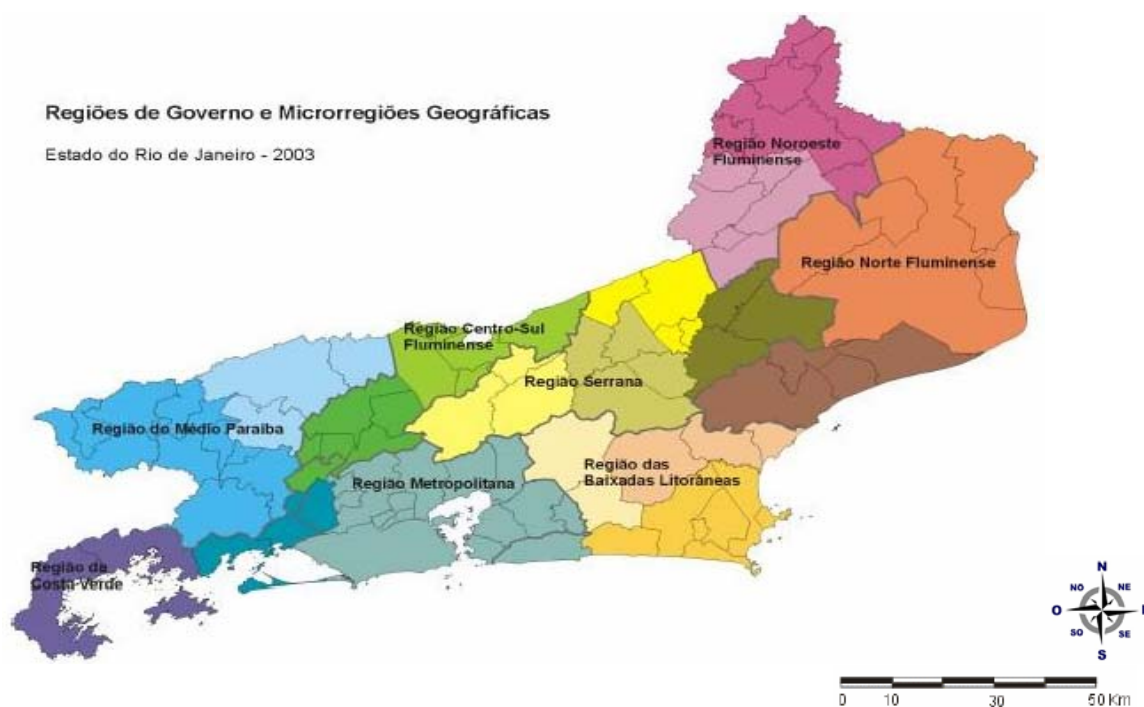 Regiões de Governo e Microrregiões Geográficas
Estado do Rio de Janeiro - 2003
Região Noroeste
Fluminense
Região Norte Fluminense
Região Centro-Sul
Fluminense
Região Serrana
Região do Médio Paraiba
Região das
Baixadas Litorâneas
Região Metropolitana
Região da
Costa-Verde
N
NO NE
O
SO SE
S
0 10 30 50 Km